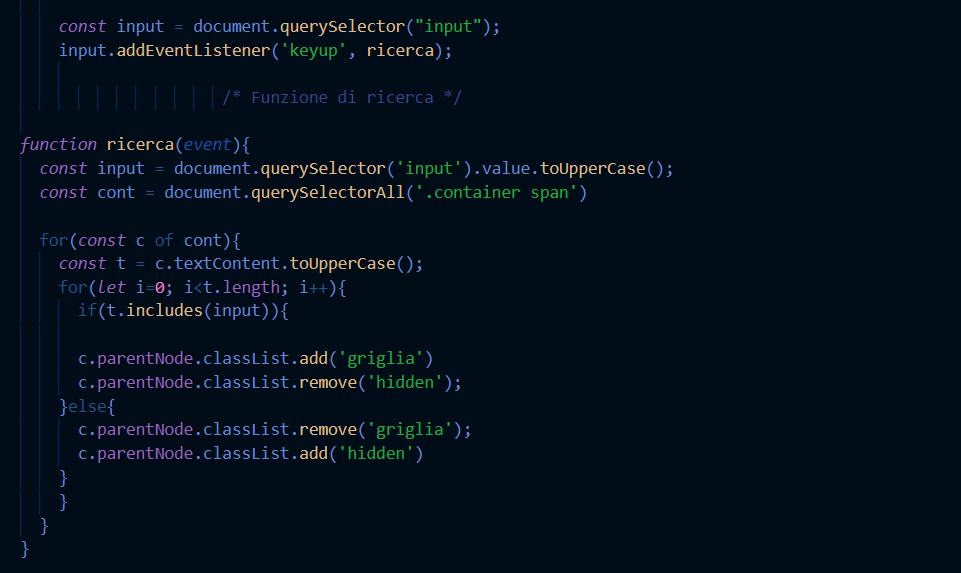 const input = document.querySelector("input");
input.addEventListener('keyup', ricerca);
/* Funzione di ricerca */
function ricerca(event){
const input = document.querySelector('input').value.toUpperCase();
const cont = document.querySelectorAll('.container span')
for(const c of cont){
const t = c.textContent.toUpperCase();
for(let i=0; i<t.length; i++){
if(t.includes(input)){
c.parentNode.classList.add('griglia')
c.parentNode.classList.remove('hidden');
}else{
c.parentNode.classList.remove('griglia');
c.parentNode.classList.add('hidden')
}
}
}
}